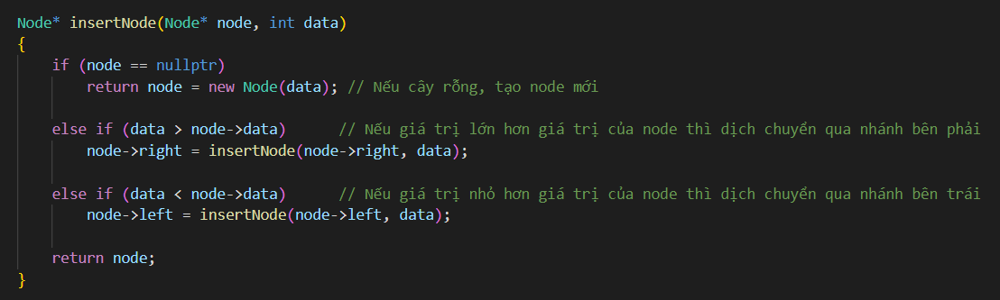 Node* insertNode(Node* node, int data)
{
    if (node == nullptr)
        return node = new Node(data); // Nếu cây rỗng, tạo node mới
    else if (data > node->data)      // Nếu giá trị lớn hơn giá trị của node thì dịch chuyển qua nhánh bên phải
        node->right = insertNode(node->right, data);
    else if (data < node->data)      // Nếu giá trị nhỏ hơn giá trị của node thì dịch chuyển qua nhánh bên trái
        node->left = insertNode(node->left, data);
    return node;
}